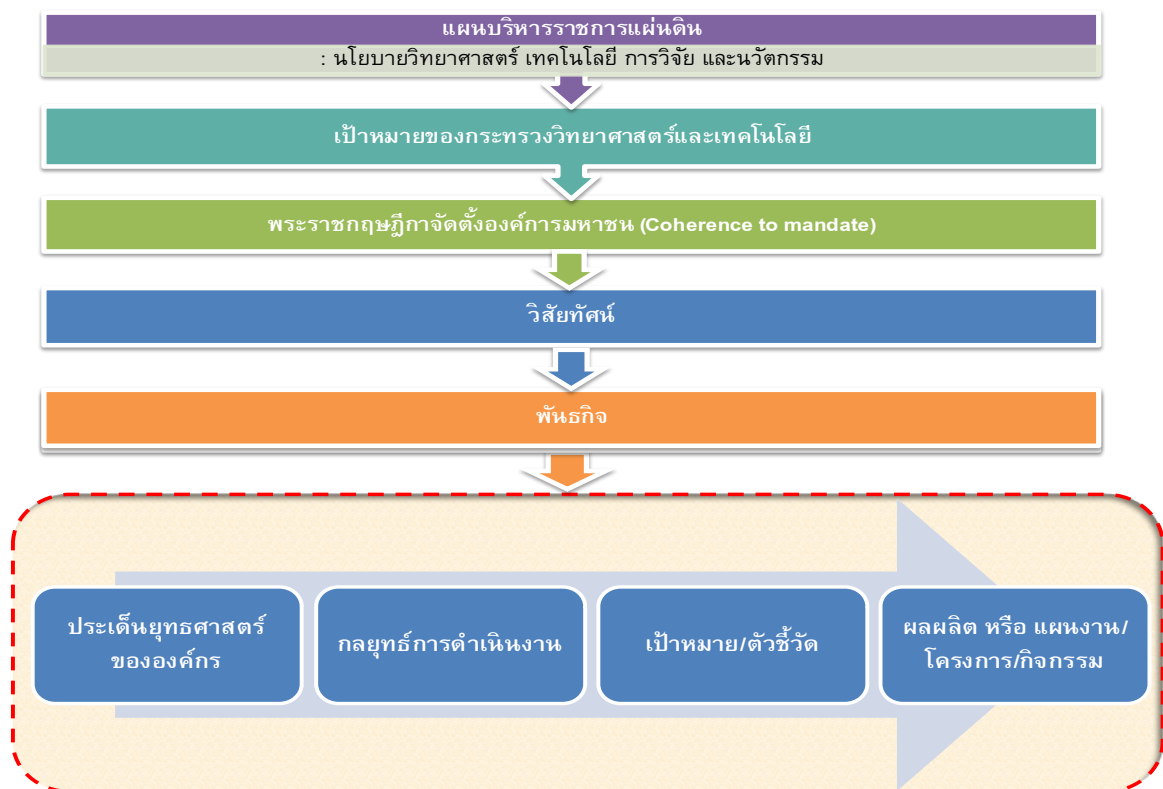 แผนบริหารราชการแผ่นดิน
: นโยบายวิทยาศาสตร์ เทคโนโลยี การวิจัย และนวัตกรรม
เป้าหมายของกระทรวงวิทยาศาสตร์และเทคโนโลยี
พระราชกฤษฎีกาจัดตั้งองค์การมหาชน (Coherence to mandate)
วิสัยทัศน์
พันธกิจ
ประเด็นยุทธศาสตร์
ขององค์กร
กลยุทธ์การดำเนินงาน
เป้าหมาย/ตัวชี้วัด
ผลผลิต หรือ แผนงาน/
โครงการ/กิจกรรม